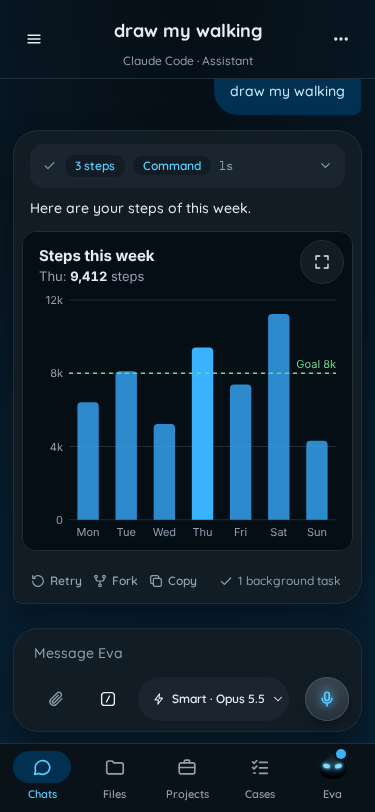 draw my walking
Claude Code · Assistant
draw my walking
3 steps Command ls
Here are your steps of this week.
Steps this week
Thu: 9,412 steps
12k
Goal 8k
8k
4k
0
Mon Tue Wed Thu Fri Sat Sun
Retry Fork Copy 1 background task
Message Eva
Smart · Opus 5.5
Chats Files Projects Cases Eva